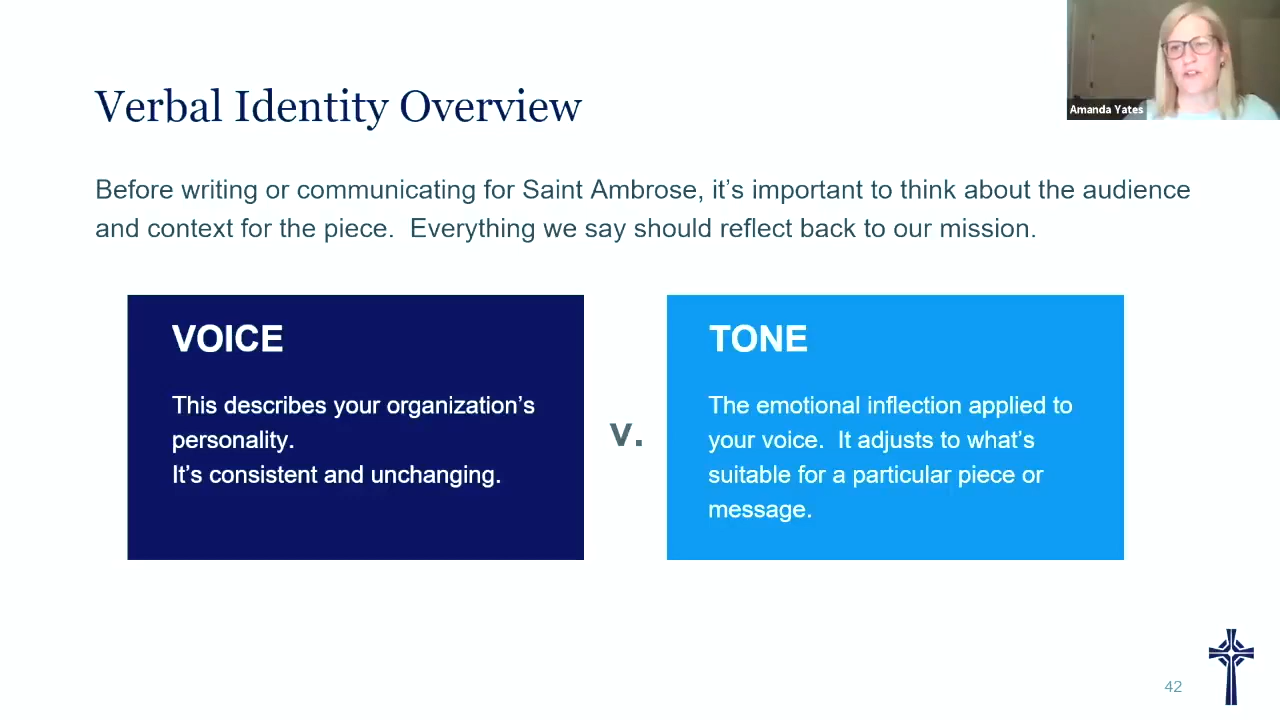 Verbal Identity Overview
Amanda Yates
Before writing or communicating for Saint Ambrose, it’s important to think about the audience
and context for the piece.  Everything we say should reflect back to our mission.
VOICE
This describes your organization’s
personality.
It’s consistent and unchanging.
v.
TONE
The emotional inflection applied to
your voice.  It adjusts to what’s
suitable for a particular piece or
message.
42